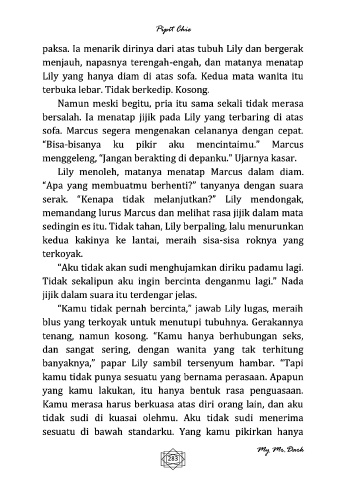 Pipit Chie
paksa. Ia menarik dirinya dari atas tubuh Lily dan bergerak
menjauh, napasnya terengah-engah, dan matanya menatap
Lily yang hanya diam di atas sofa. Kedua mata wanita itu
terbuka lebar. Tidak berkedip. Kosong.
Namun meski begitu, pria itu sama sekali tidak merasa
bersalah. Ia menatap jijik pada Lily yang terbaring di atas
sofa. Marcus segera mengenakan celananya dengan cepat.
“Bisa-bisanya ku pikir aku mencintaimu.” Marcus
menggeleng, “Jangan berakting di depanku.” Ujarnya kasar.
Lily menoleh, matanya menatap Marcus dalam diam.
“Apa yang membuatmu berhenti?” tanyanya dengan suara
serak. “Kenapa tidak melanjutkan?” Lily mendongak,
memandang lurus Marcus dan melihat rasa jijik dalam mata
sedingin es itu. Tidak tahan, Lily berpaling, lalu menurunkan
kedua kakinya ke lantai, meraih sisa-sisa roknya yang
terkoyak.
“Aku tidak akan sudi menghujamkan diriku padamu lagi.
Tidak sekalipun aku ingin bercinta denganmu lagi.” Nada
jijik dalam suara itu terdengar jelas.
“Kamu tidak pernah bercinta,” jawab Lily lugas, meraih
blus yang terkoyak untuk menutupi tubuhnya. Gerakannya
tenang, namun kosong. “Kamu hanya berhubungan seks,
dan sangat sering, dengan wanita yang tak terhitung
banyaknya,” papar Lily sambil tersenyum hambar. “Tapi
kamu tidak punya sesuatu yang bernama perasaan. Apapun
yang kamu lakukan, itu hanya bentuk rasa penguasaan.
Kamu merasa harus berkuasa atas diri orang lain, dan aku
tidak sudi di kuasai olehmu. Aku tidak sudi menerima
sesuatu di bawah standarku. Yang kamu pikirkan hanya
My Mr. Dark
283